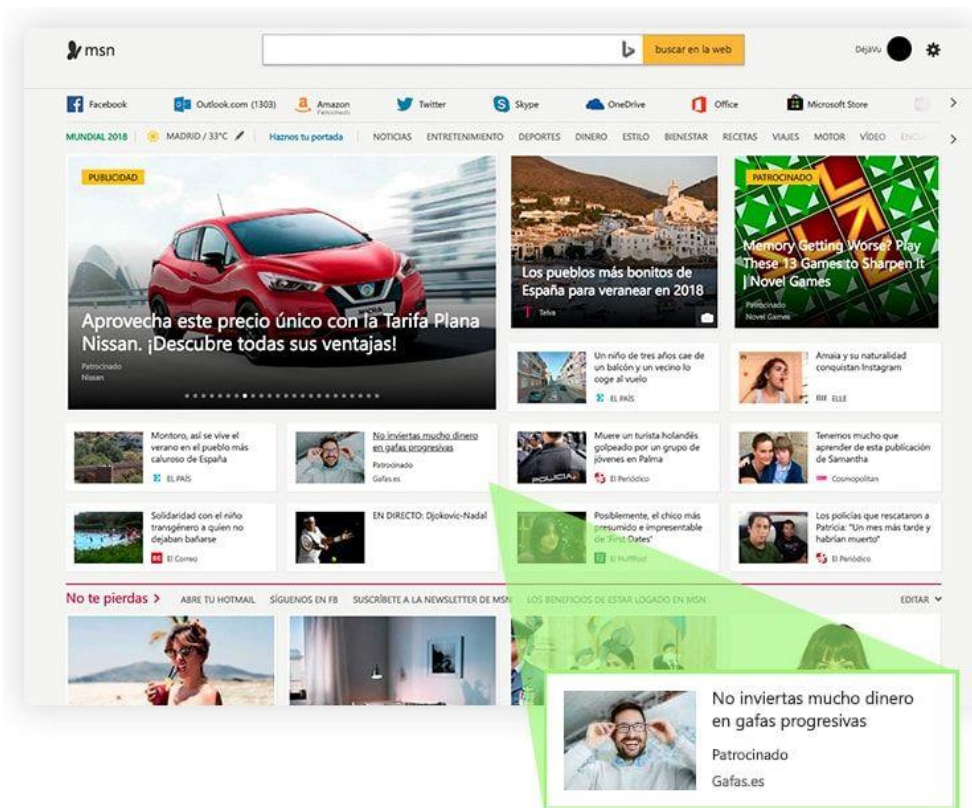 msn
buscar en la web
DéjàVu
Facebook
Outlook.com (1303)
Amazon
Patrocinado
Twitter
Skype
OneDrive
Office
Microsoft Store
MUNDIAL 2018
MADRID / 33°C
Haznos tu portada
NOTICIAS
ENTRETENIMIENTO
DEPORTES
DINERO
ESTILO
BIENESTAR
RECETAS
VIAJES
MOTOR
VÍDEO
PUBLICIDAD
Aprovecha este precio
único con la Tarifa Plana
Nissan. ¡Descubre todas sus ventajas!
Patrocinado
Nissan
Los pueblos más bonitos de
España para veranear en 2018
Telva
PATROCINADO
Memory Getting Worse? Play
These 13 Games to Sharpen It
| Novel Games
Patrocinado
Novel Games
Un niño de tres años cae de
un balcón y un vecino lo
coge al vuelo
EL PAÍS
Amaia y su naturalidad
conquistan Instagram
ELLE ELLE
Montoro, así se vive el
verano en el pueblo más
caluroso de España
EL PAÍS
No inviertas mucho dinero
en gafas progresivas
Patrocinado
Gafas.es
POLICIA
Muere un turista holandés
golpeado por un grupo de
jóvenes en Palma
El Periódico
Tenemos mucho que
aprender de esta publicación
de Samantha
Cosmopolitan
Solidaridad con el niño
transgénero a quien no
dejaban bañarse
El Correo
EN DIRECTO: Djokovic-Nadal
Posiblemente, el chico más
presumido e impresentable
de 'First Dates'
El HuffPost
Los policías que rescataron a
Patricia: "Un mes más tarde y
habrían muerto"
El Periódico
No te pierdas >
ABRE TU HOTMAIL
SÍGUENOS EN FB
SUSCRÍBETE A LA NEWSLETTER DE MSN
LOS BENEFICIOS DE ESTAR LOGADO EN MSN
EDITAR
No inviertas mucho dinero
en gafas progresivas
Patrocinado
Gafas.es